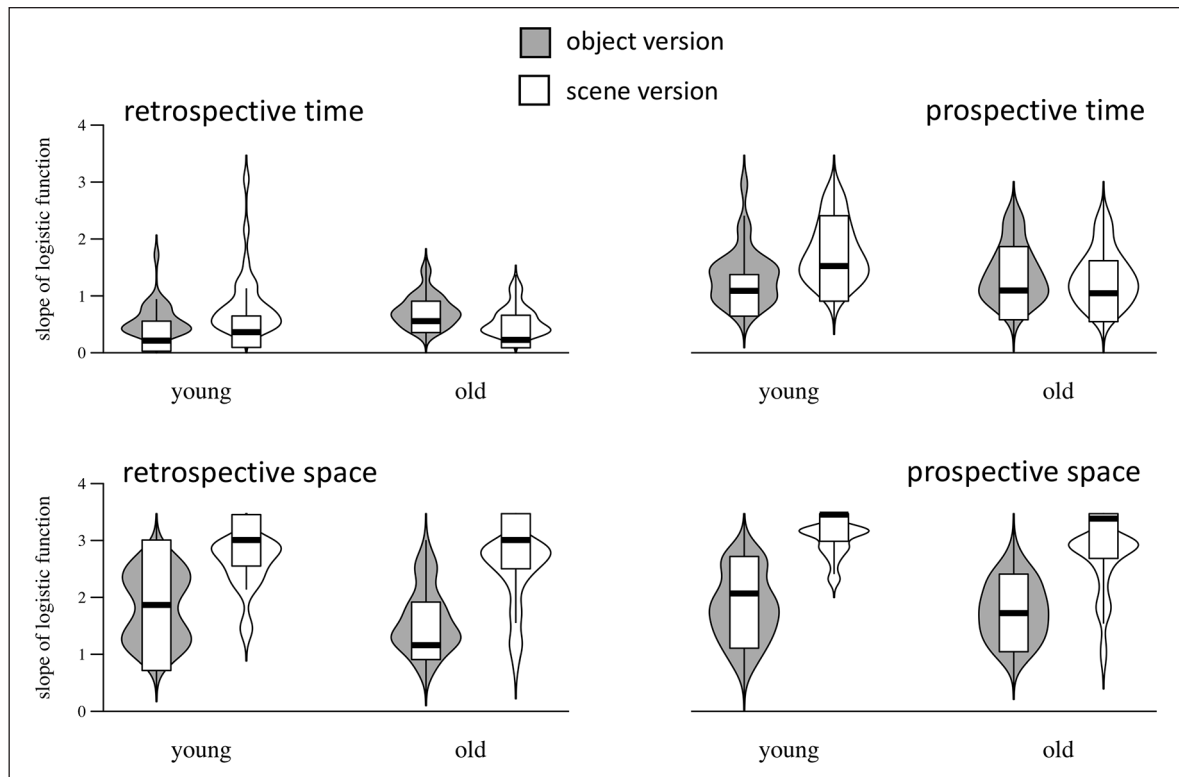 object version
scene version
retrospective time
prospective time
slope of logistic function
4
3
2
1
0
young
old
young
old
retrospective space
prospective space
slope of logistic function
4
3
2
1
0
young
old
young
old